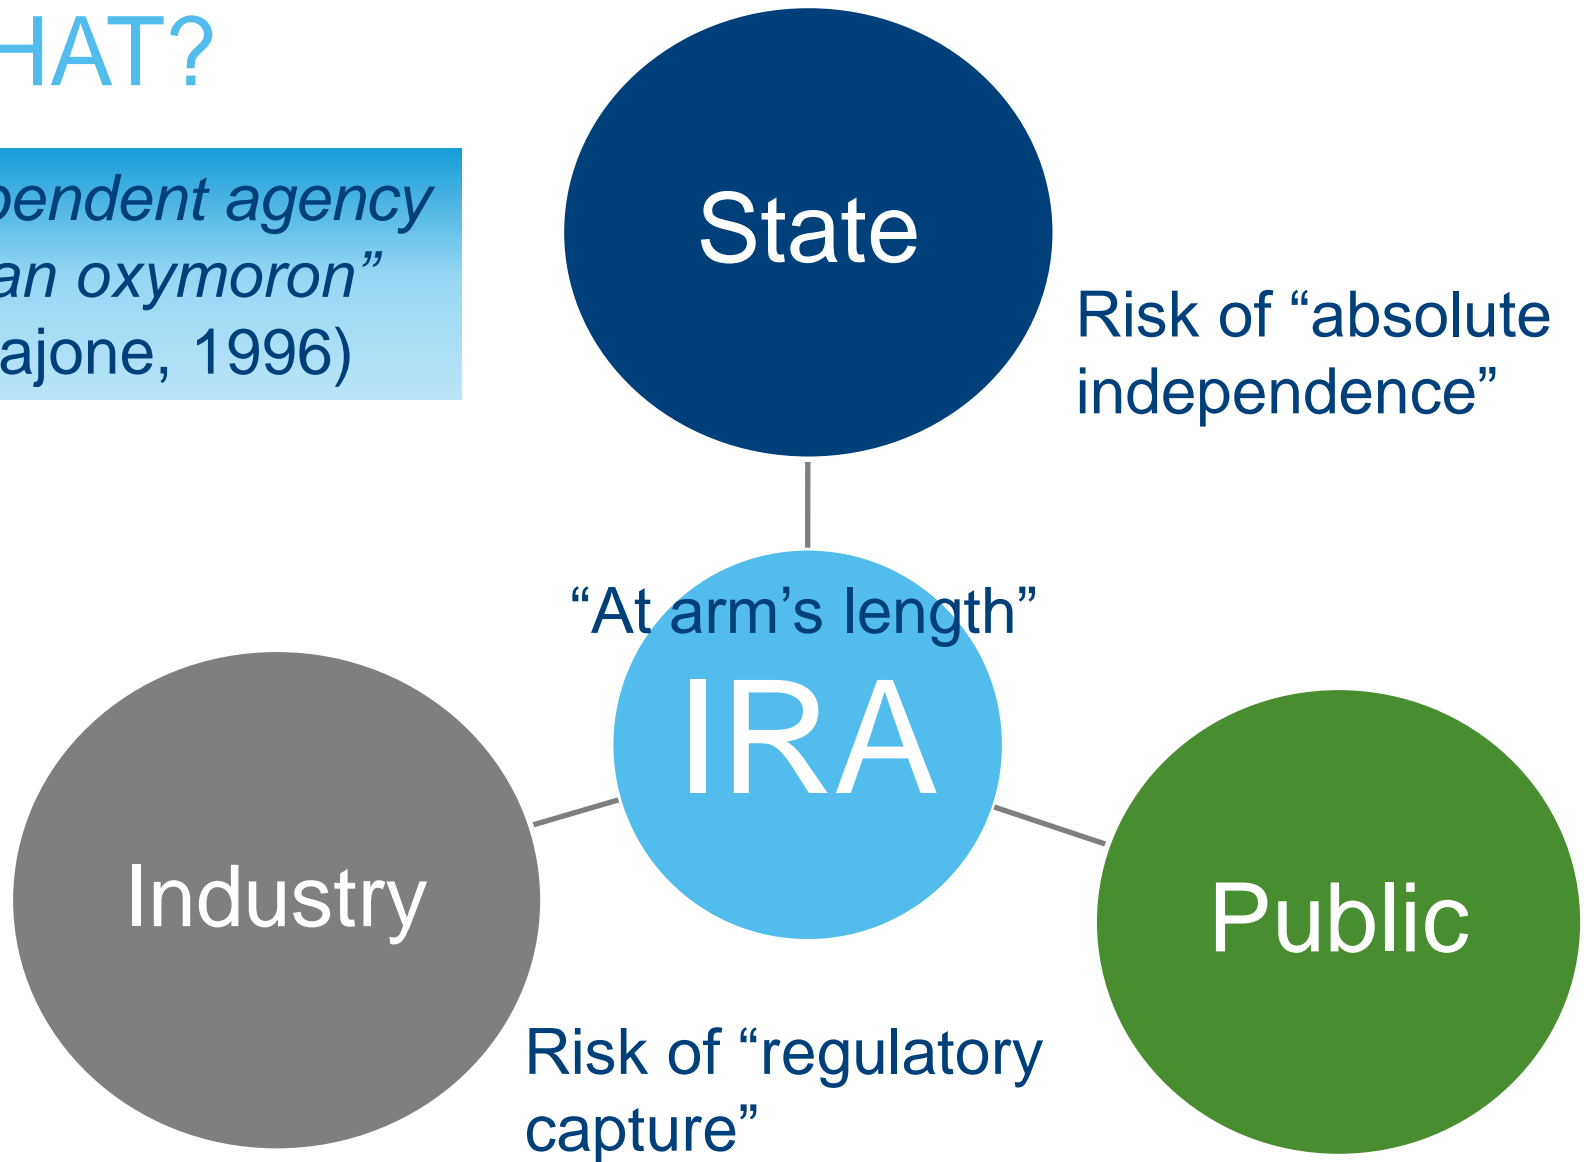 HAT?
pendent agency
an oxymoron”
ajone, 1996)
State
Risk of “absolute
independence”
“At arm’s length”
IRA
Industry
Public
Risk of “regulatory
capture”